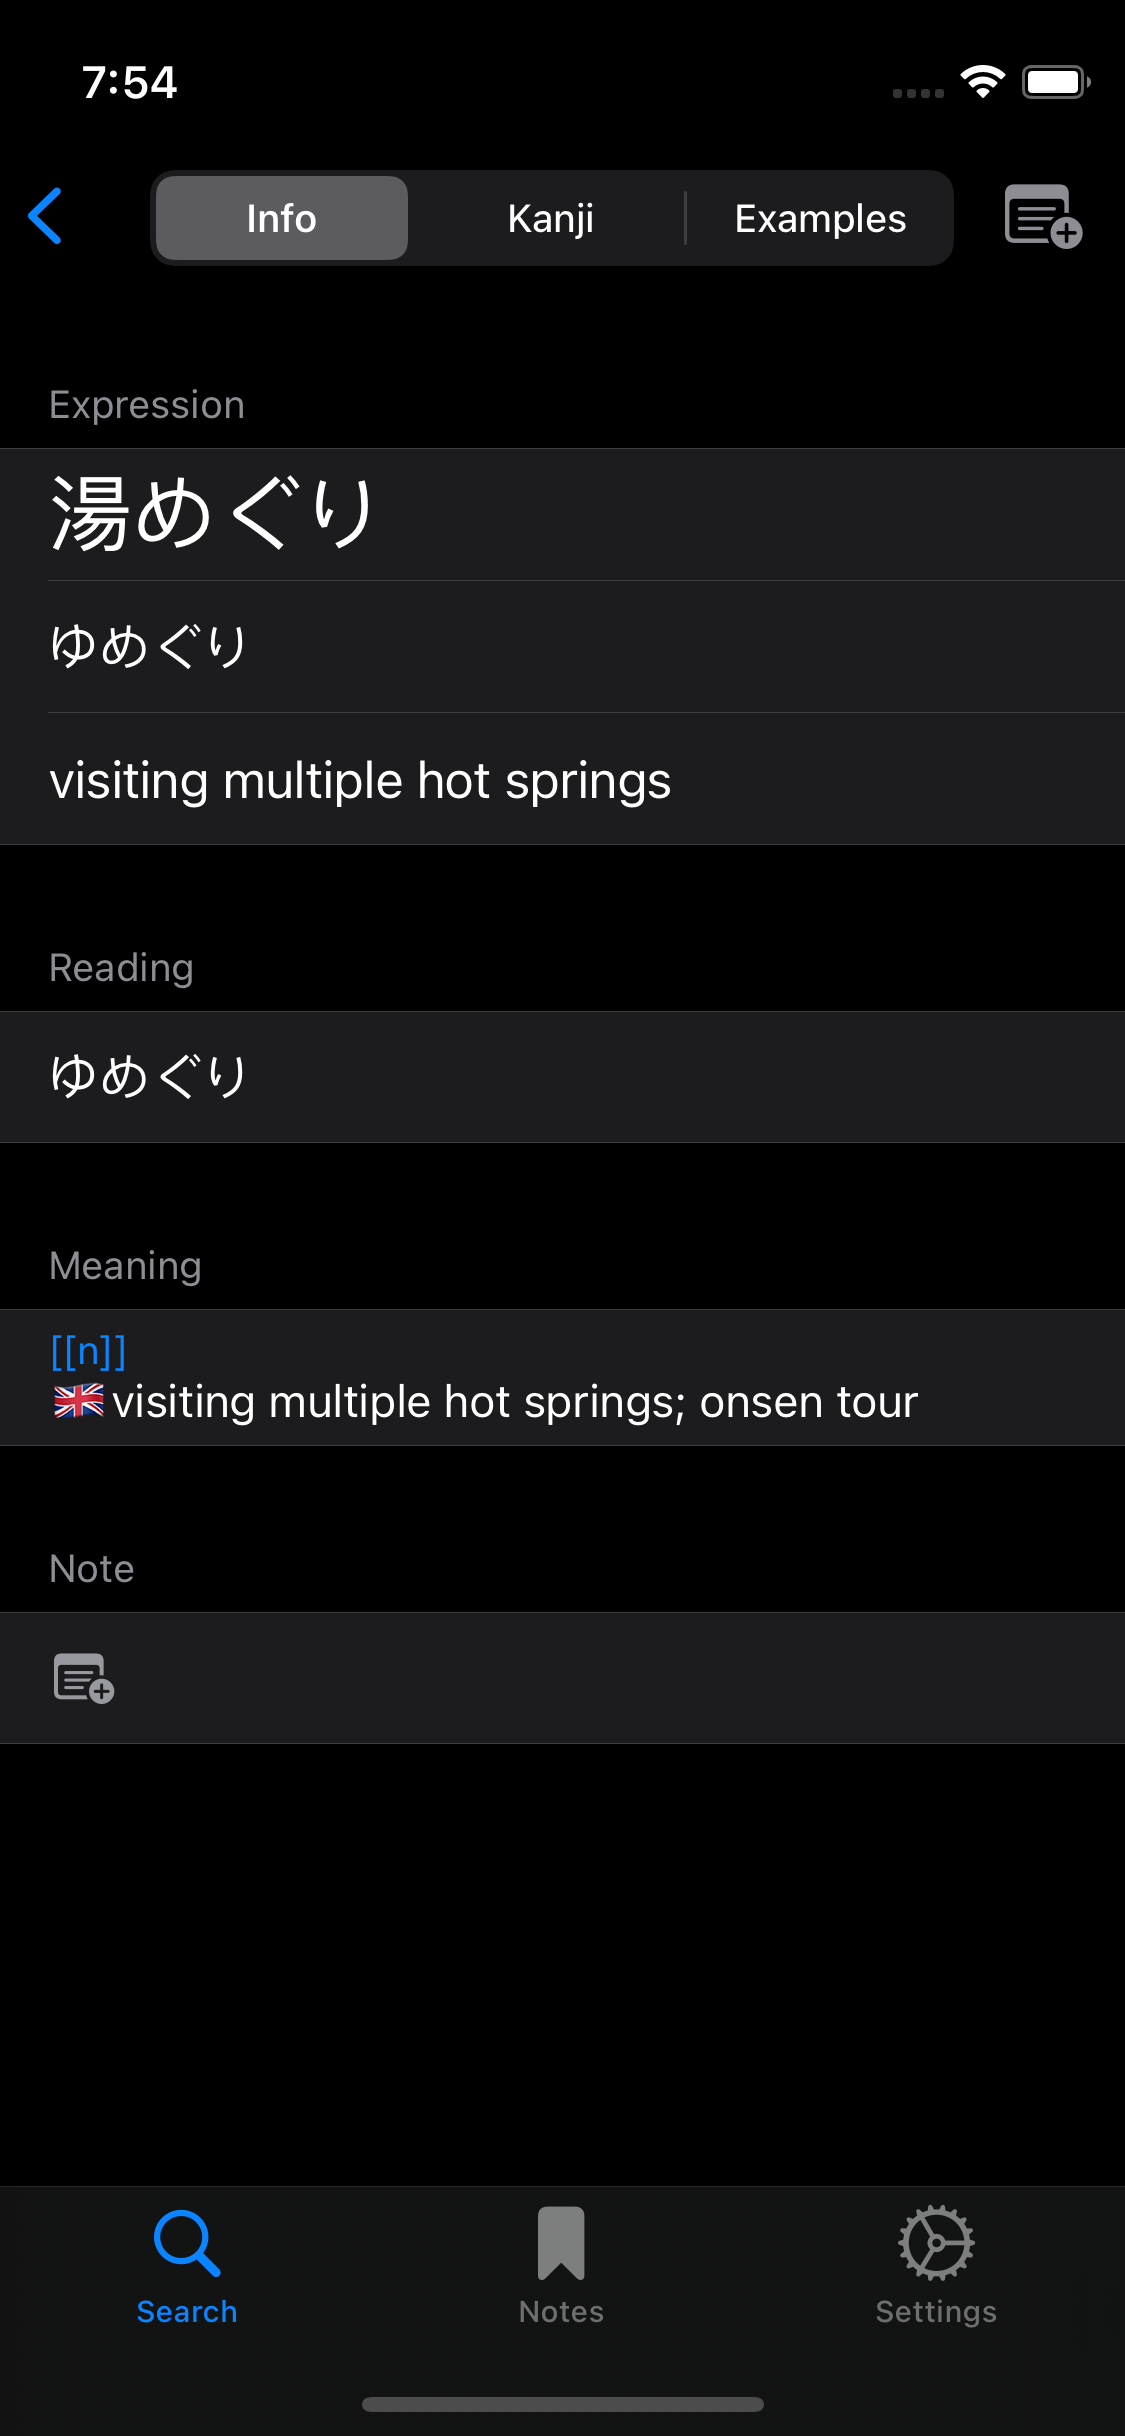 7:54
Info Kanji Examples
Expression
湯めぐり
ゆめぐり
visiting multiple hot springs
Reading
ゆめぐり
Meaning
[[n]]
🇬🇧visiting multiple hot springs; onsen tour
Note
Search Notes Settings